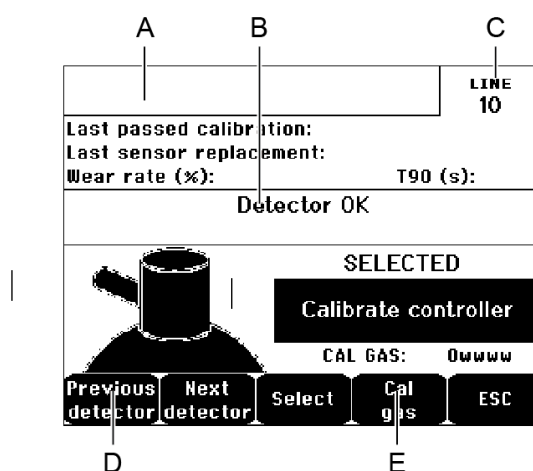 A B C
LINE
10
Last passed calibration:
Last sensor replacement:
Wear rate (%): T90 (s):
Detector OK
SELECTED
Calibrate controller
CAL GAS: 0wwww
Previous detector
Next detector
Select
Cal gas
ESC
D E